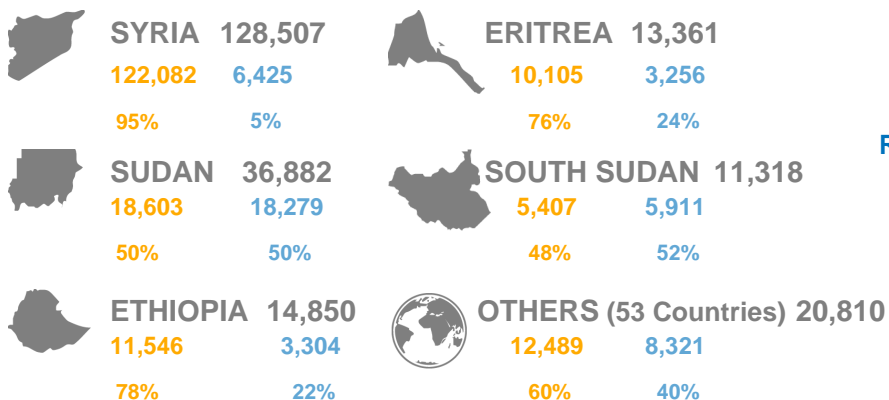 SYRIA 128,507
122,082 6,425
95% 5%
ERITREA 13,361
10,105 3,256
76% 24%
R
SUDAN 36,882
18,603 18,279
50% 50%
SOUTH SUDAN 11,318
5,407 5,911
48% 52%
ETHIOPIA 14,850
11,546 3,304
78% 22%
OTHERS (53 Countries) 20,810
12,489 8,321
60% 40%